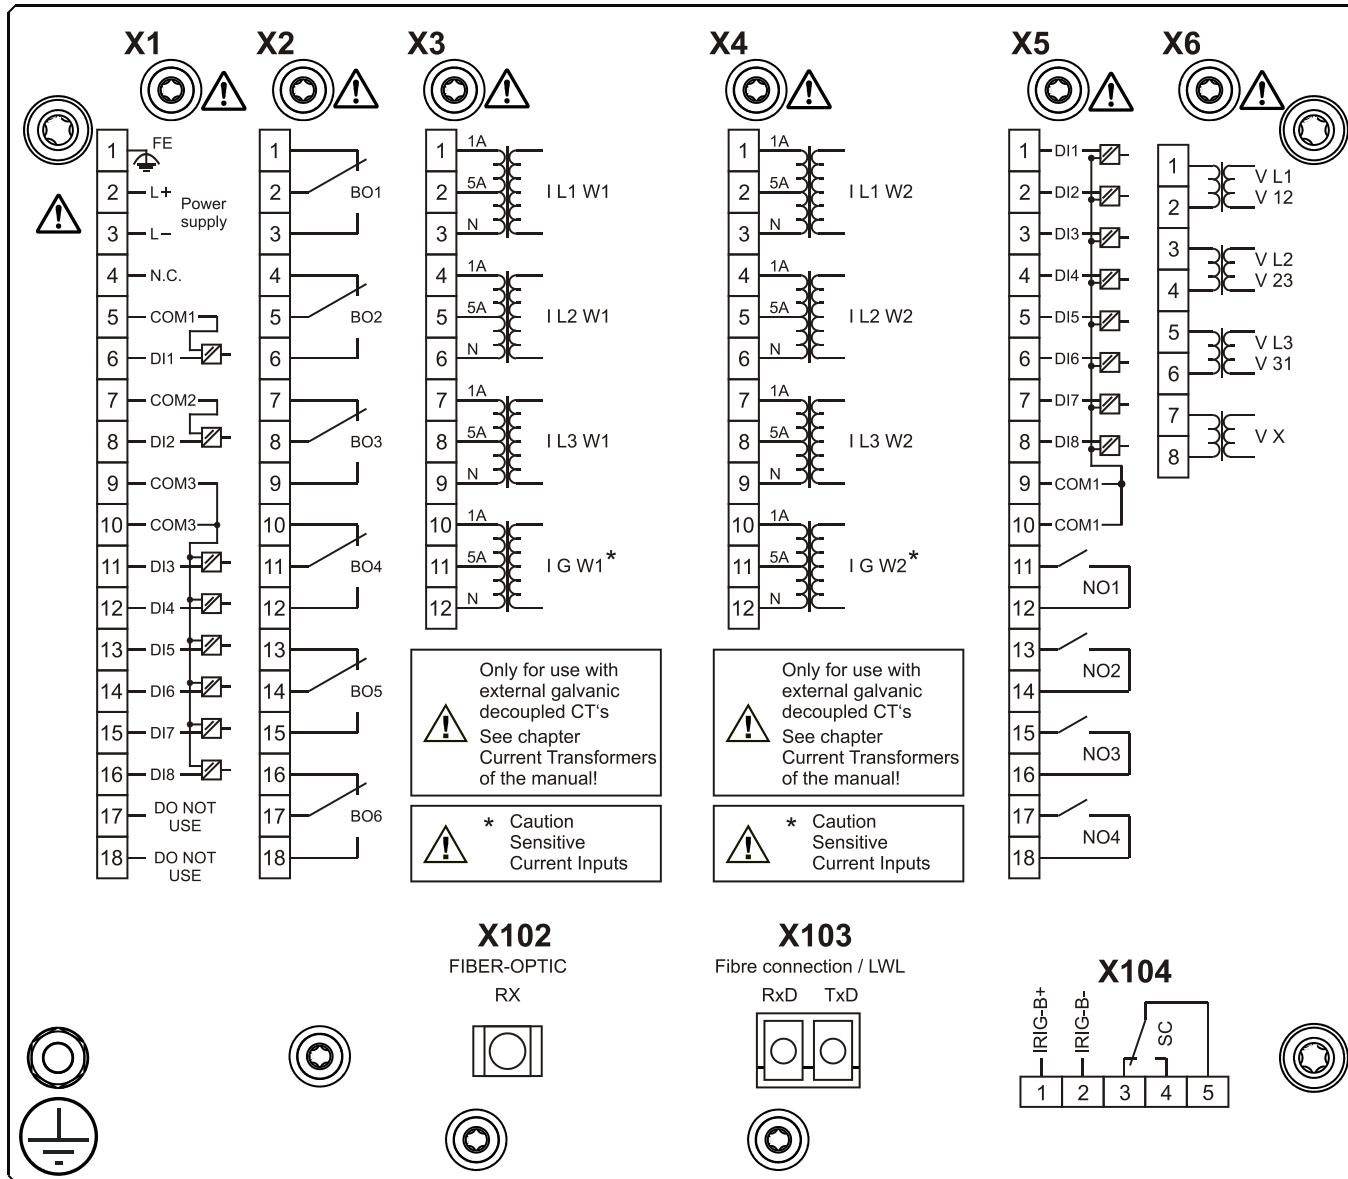 X1
1 FE
2 L+
Power
supply
3 L–
4 N.C.
5 COM1
6 DI1
7 COM2
8 DI2
9 COM3
10 COM3
11 DI3
12 DI4
13 DI5
14 DI6
15 DI7
16 DI8
17 DO NOT
USE
18 DO NOT
USE
X2
1
2 BO1
3
4
5 BO2
6
7
8 BO3
9
10
11 BO4
12
13
14 BO5
15
16
17 BO6
18
X3
1 1A
2 5A I L1 W1
3 N
4 1A
5 5A I L2 W1
6 N
7 1A
8 5A I L3 W1
9 N
10 1A
11 5A I G W1*
12 N
Only for use with
external galvanic
decoupled CT‘s
See chapter
Current Transformers
of the manual!
* Caution
Sensitive
Current Inputs
X4
1 1A
2 5A I L1 W2
3 N
4 1A
5 5A I L2 W2
6 N
7 1A
8 5A I L3 W2
9 N
10 1A
11 5A I G W2*
12 N
Only for use with
external galvanic
decoupled CT‘s
See chapter
Current Transformers
of the manual!
* Caution
Sensitive
Current Inputs
X5
1 DI1
2 DI2
3 DI3
4 DI4
5 DI5
6 DI6
7 DI7
8 DI8
9 COM1
10 COM1
11
NO1
12
13
NO2
14
15
NO3
16
17
NO4
18
X6
1 V L1
2 V 12
3 V L2
4 V 23
5 V L3
6 V 31
7
V X
8
X102
FIBER-OPTIC
RX
X103
Fibre connection / LWL
RxD TxD
X104
IRIG-B+
IRIG-B-
SC
1 2 3 4 5